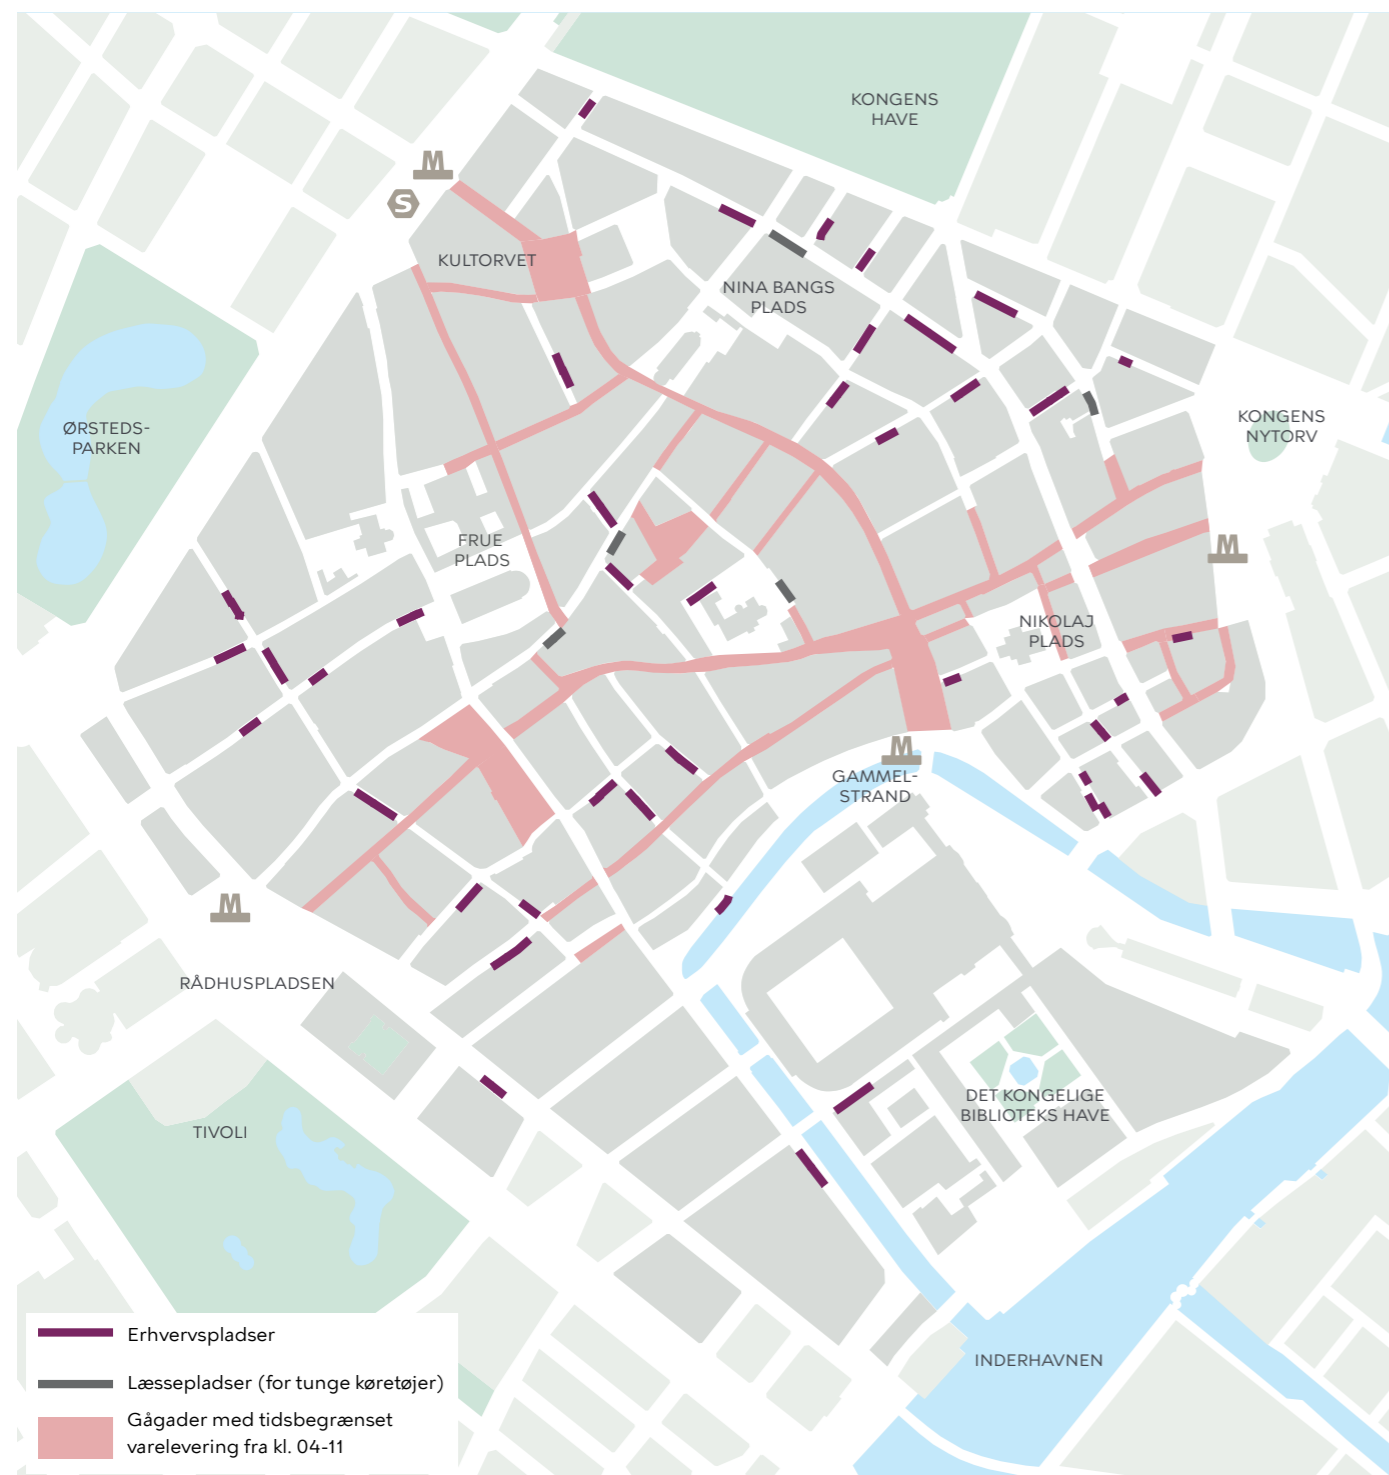 KONGENS
HAVE
M
S
KULTORVET
NINA BANGS
PLADS
ØRSTEDS-
PARKEN
KONGENS
NYTORV
FRUE
PLADS
M
NIKOLAJ
PLADS
M
GAMMEL-
STRAND
M
RÅDHUSPLADSEN
DET KONGELIGE
BIBLIOTEKS HAVE
TIVOLI
INDERHAVNEN
Erhvervspladser
Læssepladser (for tunge køretøjer)
Gågader med tidsbegrænset
varelevering fra kl. 04-11